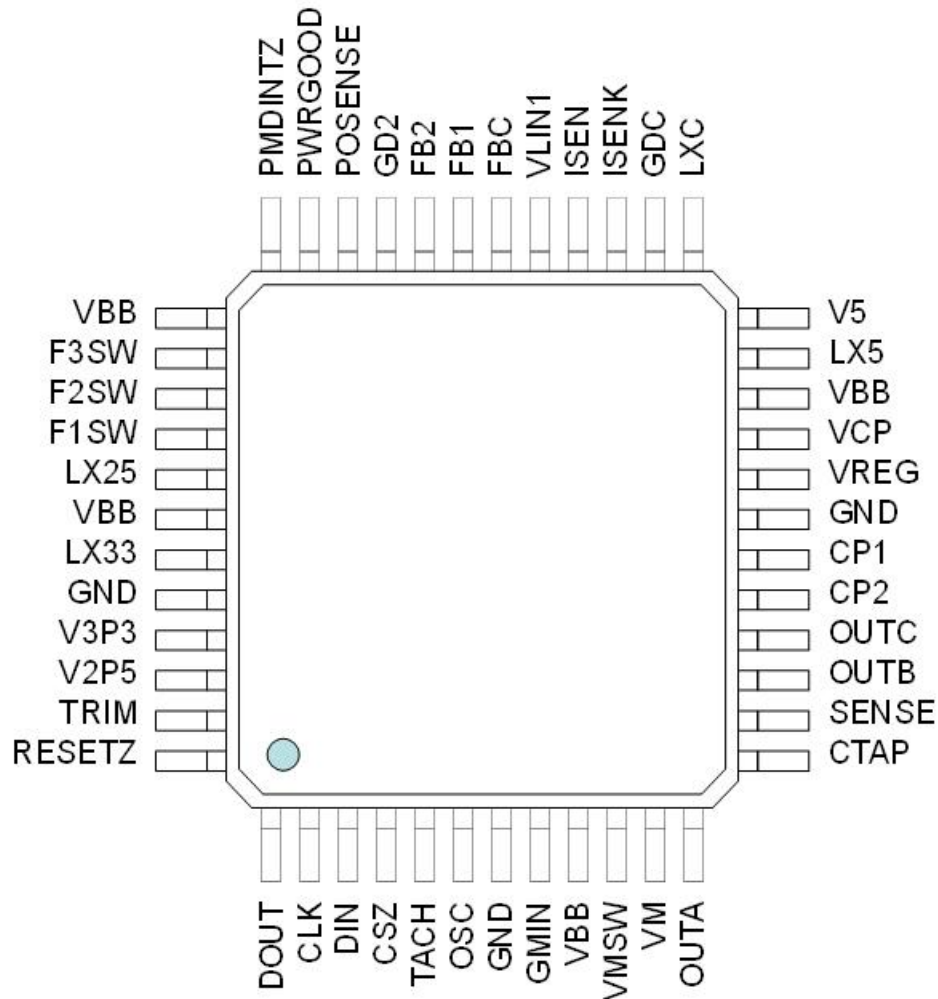 PMDINTZ
PWRGOOD
POSENSE
GD2
FB2
FB1
FBC
VLIN1
ISEN
ISENK
GDC
LXC
VBB
F3SW
F2SW
F1SW
LX25
VBB
LX33
GND
V3P3
V2P5
TRIM
RESETZ
V5
LX5
VBB
VCP
VREG
GND
CP1
CP2
OUTC
OUTB
SENSE
CTAP
DOUT
CLK
DIN
CSZ
TACH
OSC
GND
GMIN
VBB
VMSW
VM
OUTA